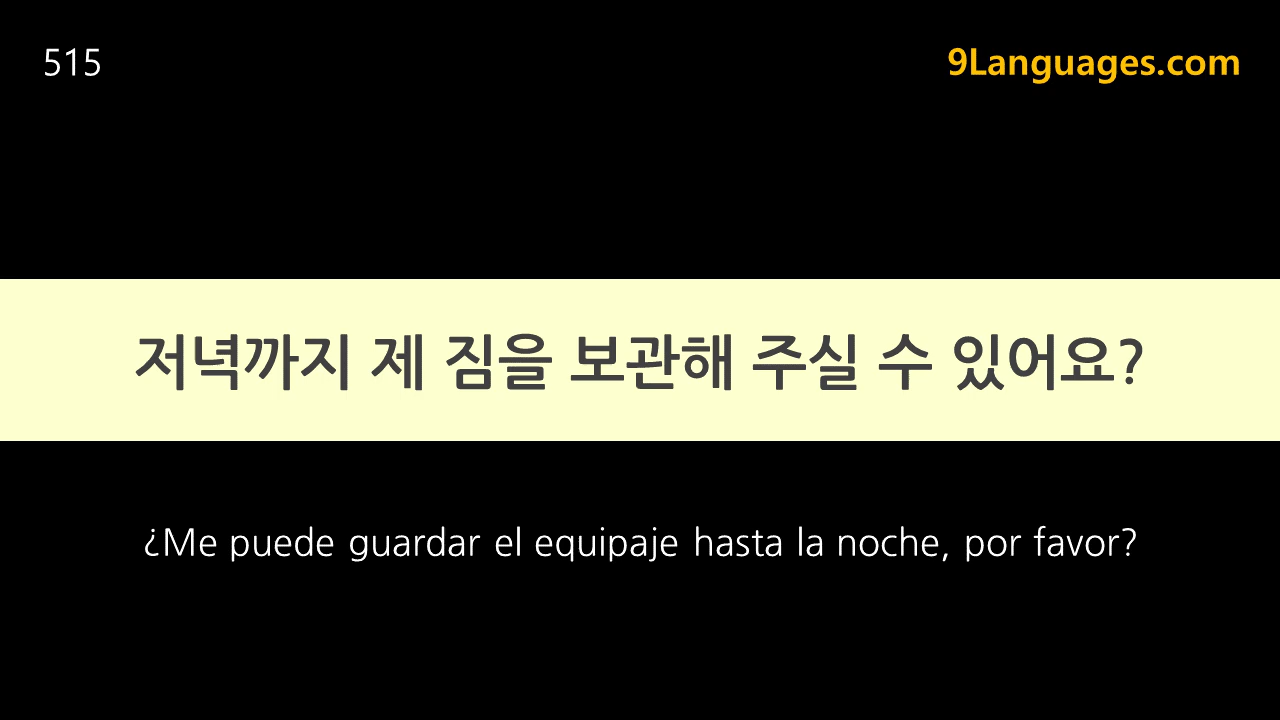 515
9Languages.com
저녁까지 제 짐을 보관해 주실 수 있어요?
¿Me puede guardar el equipaje hasta la noche, por favor?